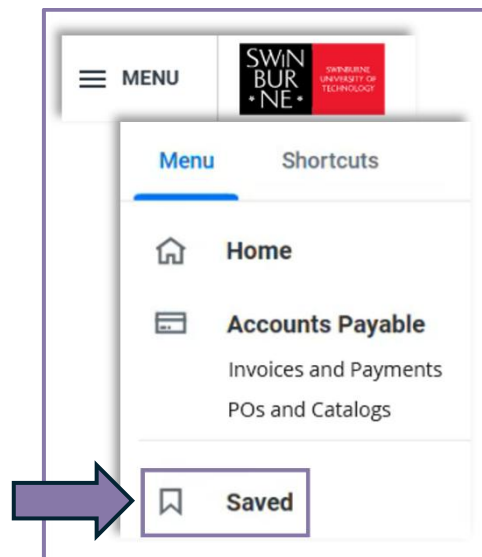 MENU
SWIN
BUR
• NE •
SWINBURNE
UNIVERSITY OF
TECHNOLOGY
Menu
Shortcuts
Home
Accounts Payable
Invoices and Payments
POs and Catalogs
Saved